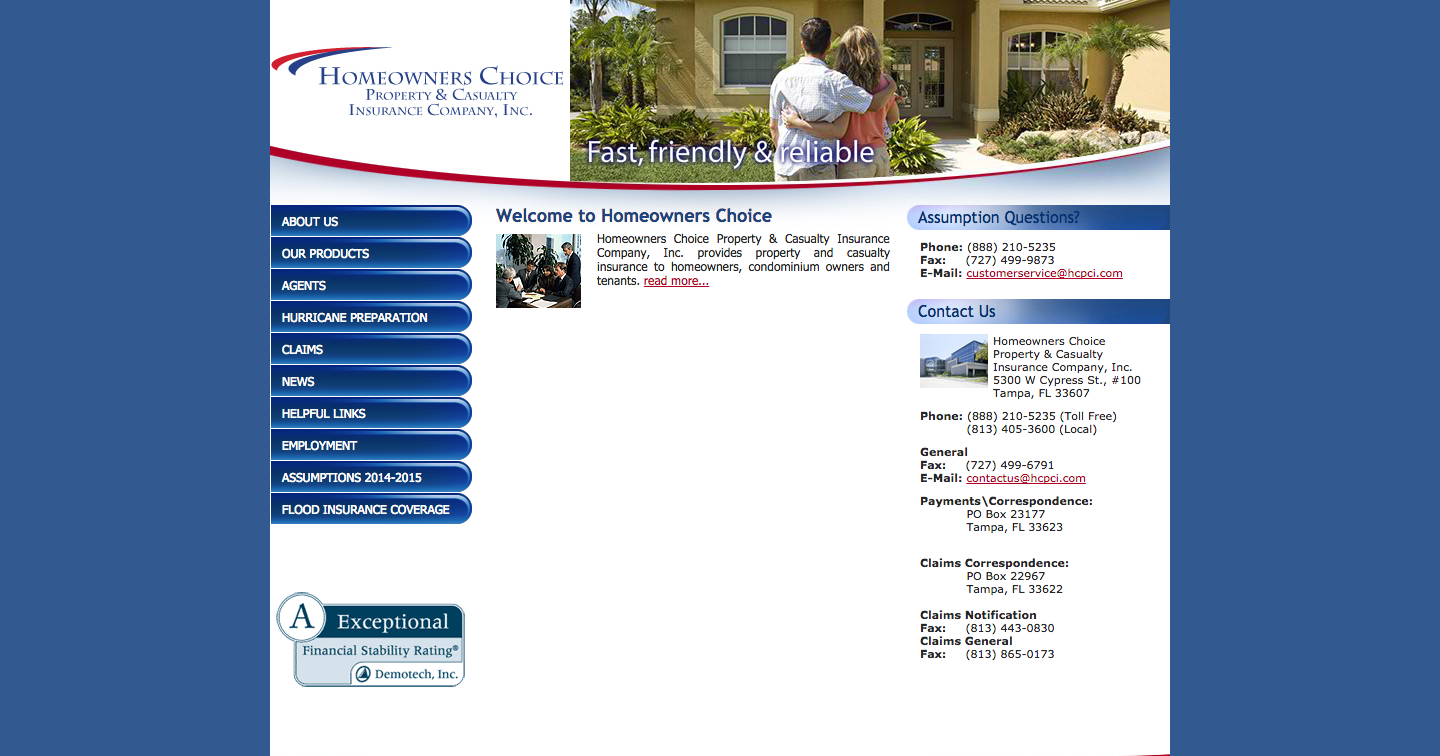 HOMEOWNERS CHOICE
PROPERTY & CASUALTY
INSURANCE COMPANY, INC.
Fast, friendly & reliable
ABOUT US
OUR PRODUCTS
AGENTS
HURRICANE PREPARATION
CLAIMS
NEWS
HELPFUL LINKS
EMPLOYMENT
ASSUMPTIONS 2014-2015
FLOOD INSURANCE COVERAGE
A
Exceptional
Financial Stability Rating®
Demotech, Inc.
Welcome to Homeowners Choice
Homeowners Choice Property & Casualty Insurance
Company, Inc. provides property and casualty
insurance to homeowners, condominium owners and
tenants. read more...
Assumption Questions?
Phone: (888) 210-5235
Fax: (727) 499-9873
E-Mail: customerservice@hcpci.com
Contact Us
Homeowners Choice
Property & Casualty
Insurance Company, Inc.
5300 W Cypress St., #100
Tampa, FL 33607
Phone: (888) 210-5235 (Toll Free)
(813) 405-3600 (Local)
General
Fax: (727) 499-6791
E-Mail: contactus@hcpci.com
Payments\Correspondence:
PO Box 23177
Tampa, FL 33623
Claims Correspondence:
PO Box 22967
Tampa, FL 33622
Claims Notification
Fax: (813) 443-0830
Claims General
Fax: (813) 865-0173